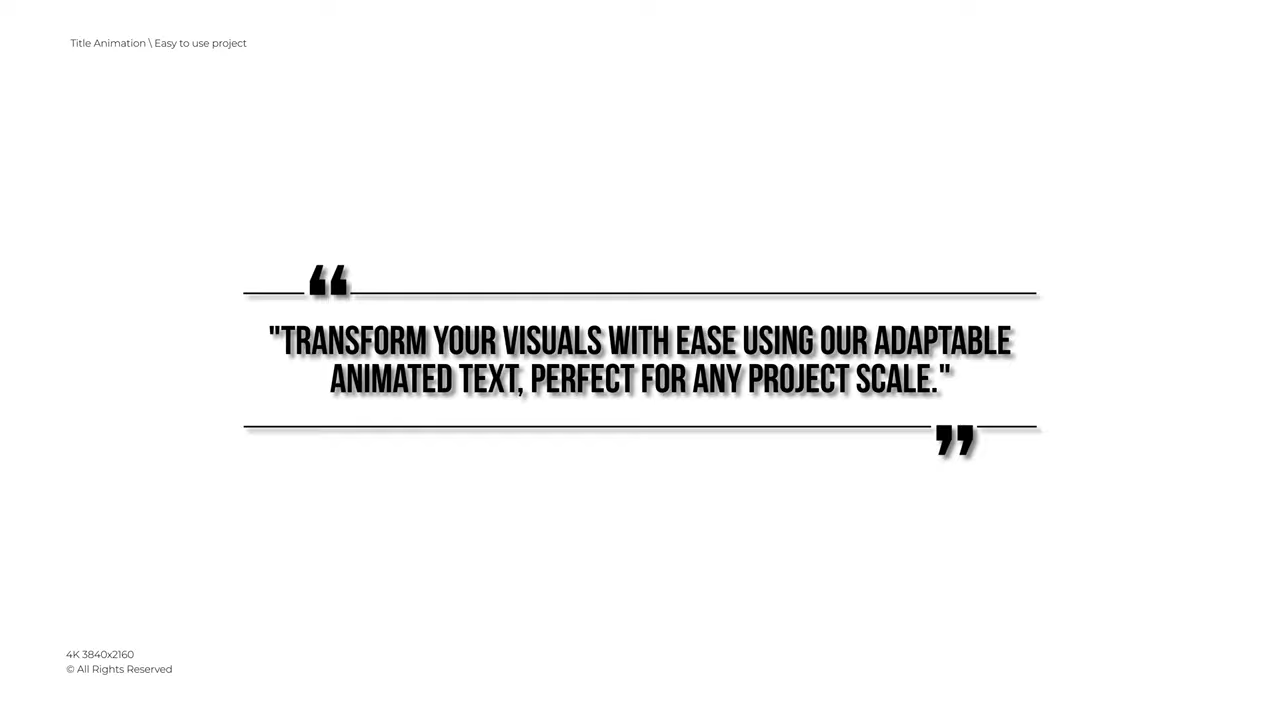 Title Animation \ Easy to use project
❝
"TRANSFORM YOUR VISUALS WITH EASE USING OUR ADAPTABLE
ANIMATED TEXT, PERFECT FOR ANY PROJECT SCALE."
❞
4K 3840x2160
© All Rights Reserved